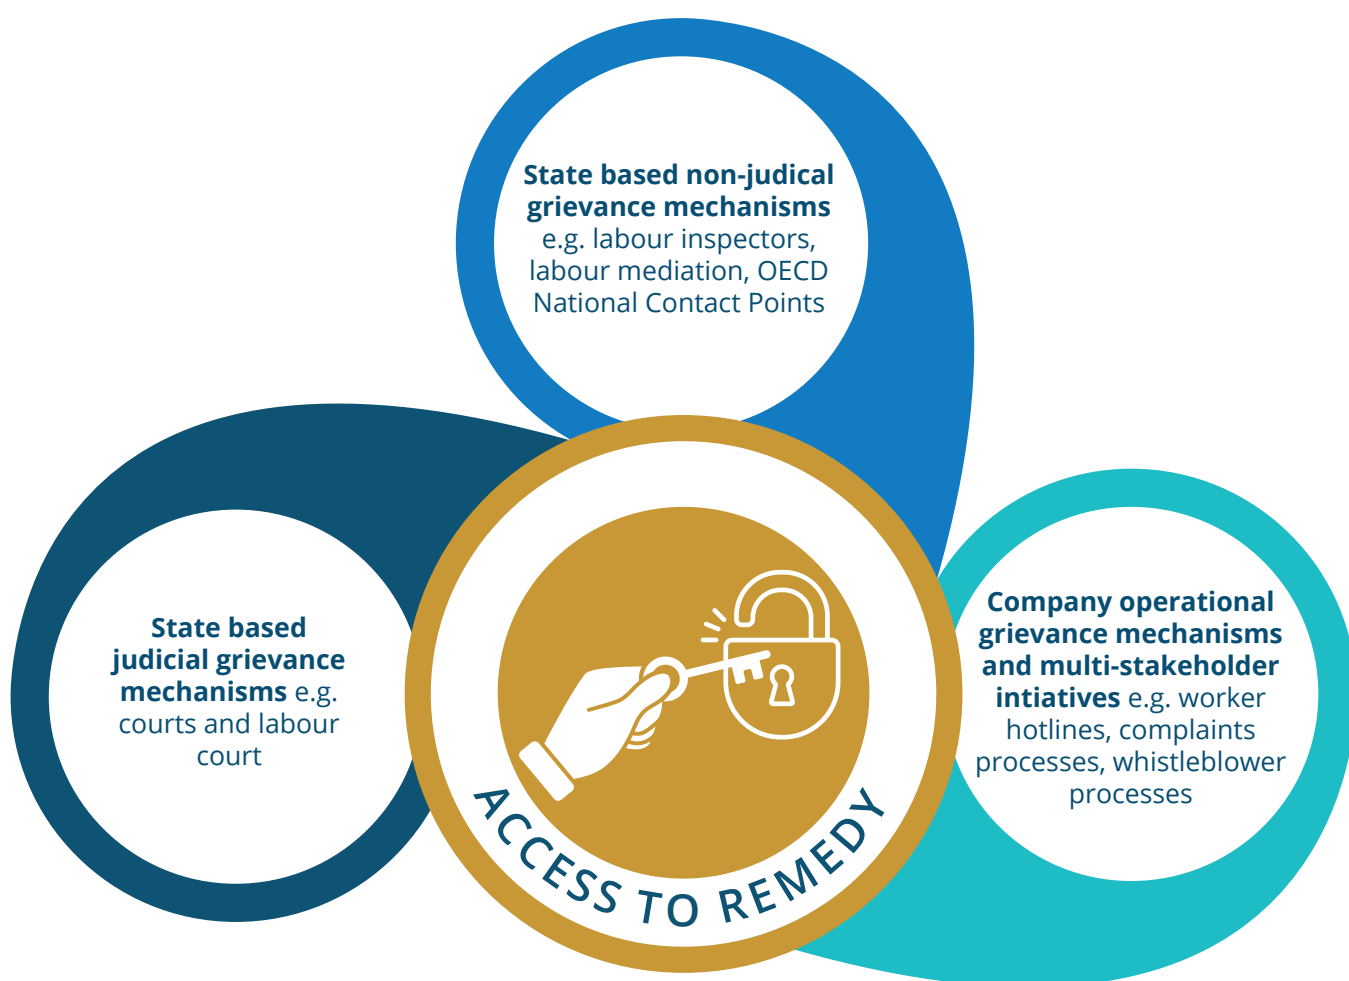 State based non-judical
grievance mechanisms
e.g. labour inspectors,
labour mediation, OECD
National Contact Points
State based
judicial grievance
mechanisms e.g.
courts and labour
court
Company operational
grievance mechanisms
and multi-stakeholder
intiatives e.g. worker
hotlines, complaints
processes, whistleblower
processes
ACCESS TO REMEDY